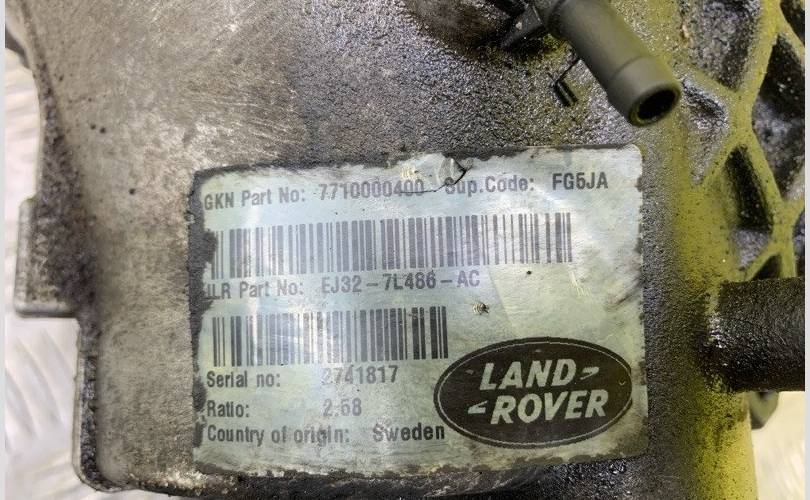 GKN Part No: 7710000400 Sup.Code: FG5JA
JLR Part No: EJ32-7L486-AC
Serial no: 2741817
Ratio: 2,58
Country of origin: Sweden
LAND
ROVER